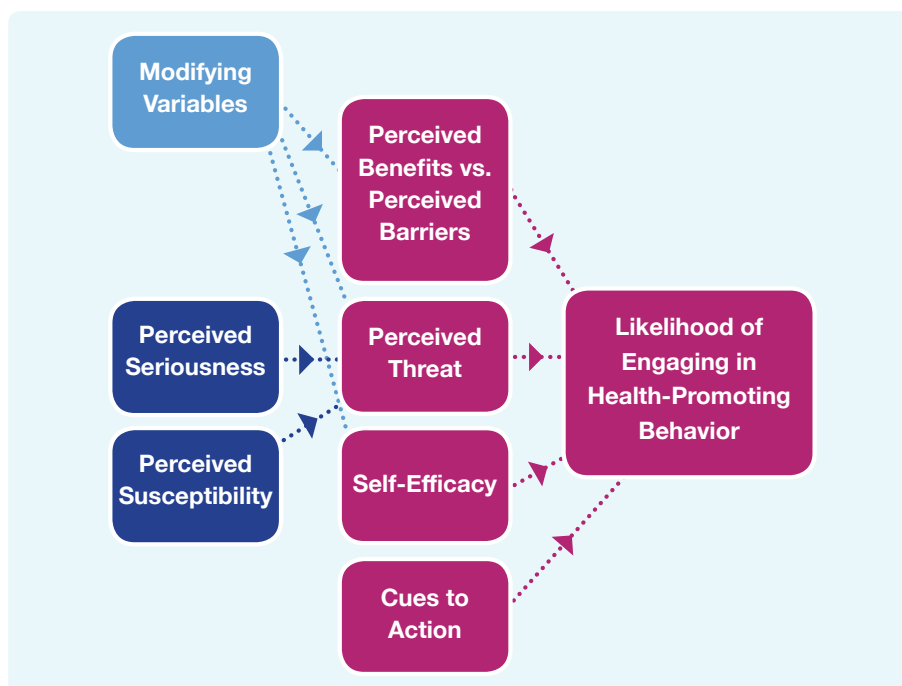 Modifying
Variables
Perceived
Benefits vs.
Perceived
Barriers
Perceived
Seriousness
Perceived
Threat
Likelihood of
Engaging in
Health-Promoting
Behavior
Perceived
Susceptibility
Self-Efficacy
Cues to
Action